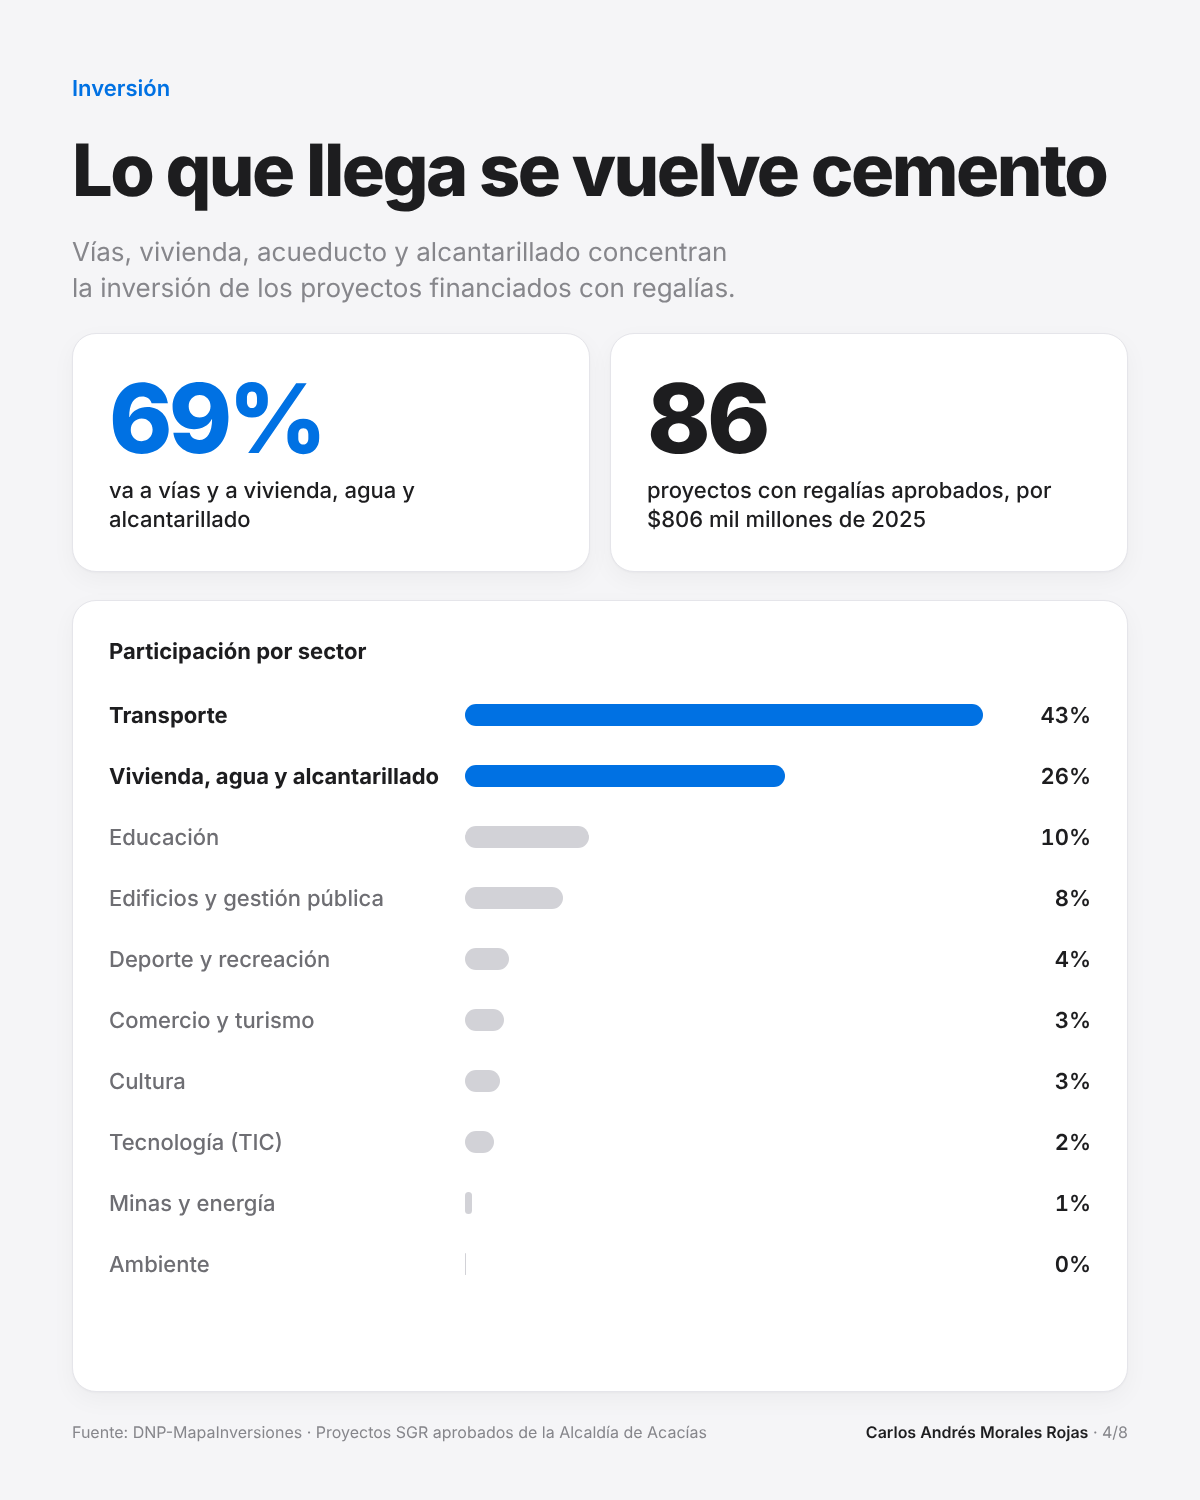 Inversión
Lo que llega se vuelve cemento
Vías, vivienda, acueducto y alcantarillado concentran
la inversión de los proyectos financiados con regalías.
69%
va a vías y a vivienda, agua y
alcantarillado
86
proyectos con regalías aprobados, por
$806 mil millones de 2025
Participación por sector
Transporte 43%
Vivienda, agua y alcantarillado 26%
Educación 10%
Edificios y gestión pública 8%
Deporte y recreación 4%
Comercio y turismo 3%
Cultura 3%
Tecnología (TIC) 2%
Minas y energía 1%
Ambiente 0%
Fuente: DNP-MapaInversiones · Proyectos SGR aprobados de la Alcaldía de Acacías
Carlos Andrés Morales Rojas · 4/8